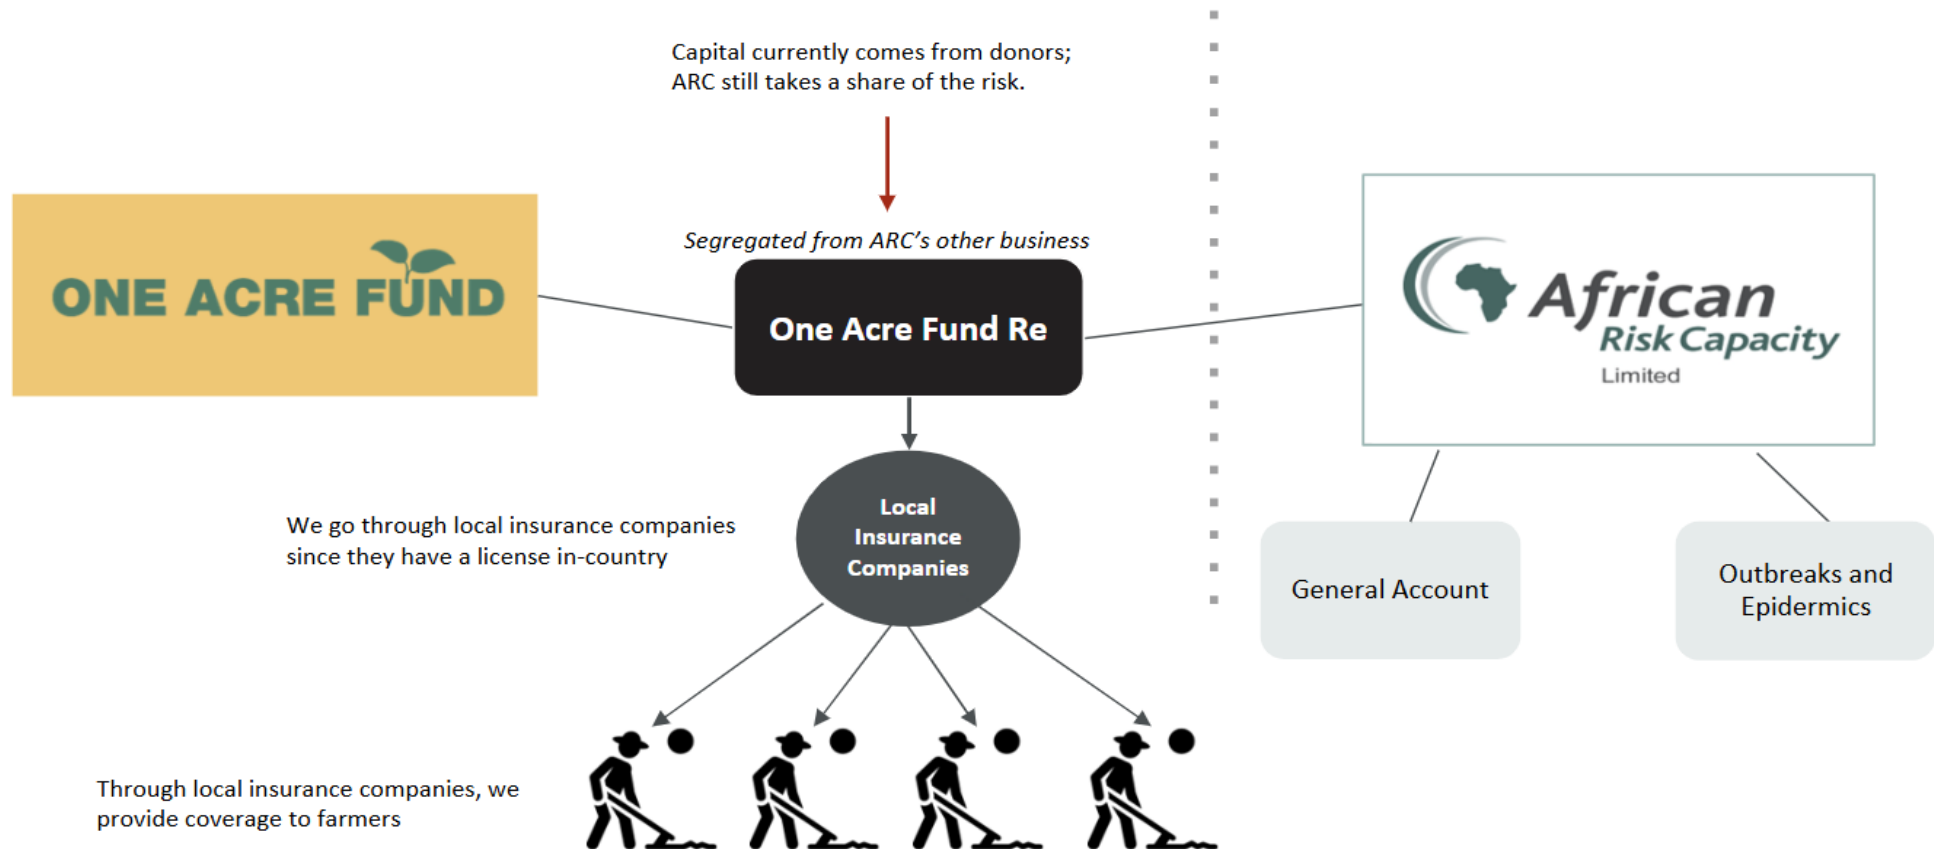 Capital currently comes from donors;
ARC still takes a share of the risk.
Segregated from ARC's other business
ONE ACRE FUND
One Acre Fund Re
African
Risk Capacity
Limited
Local
Insurance
Companies
We go through local insurance companies
since they have a license in-country
General Account
Outbreaks and
Epidermics
Through local insurance companies, we
provide coverage to farmers